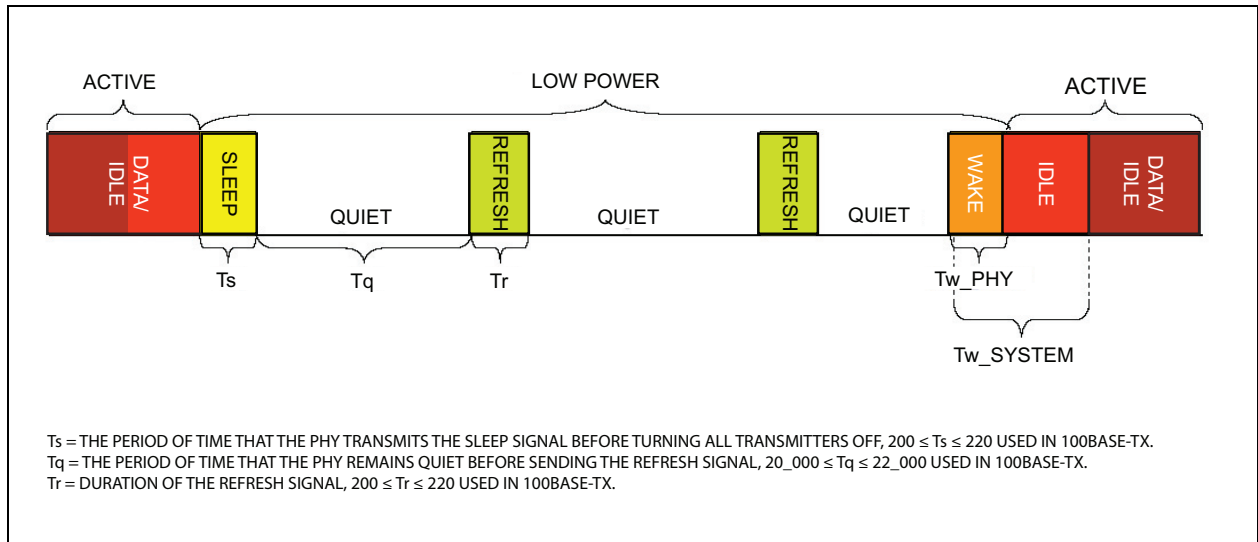 ACTIVE
LOW POWER
ACTIVE
DATA/
IDLE
SLEEP
QUIET
REFRESH
QUIET
REFRESH
QUIET
WAKE
IDLE
DATA/
IDLE
Ts
Tq
Tr
Tw_PHY
Tw_SYSTEM
Ts = THE PERIOD OF TIME THAT THE PHY TRANSMITS THE SLEEP SIGNAL BEFORE TURNING ALL TRANSMITTERS OFF, 200 ≤ Ts ≤ 220 USED IN 100BASE-TX.
Tq = THE PERIOD OF TIME THAT THE PHY REMAINS QUIET BEFORE SENDING THE REFRESH SIGNAL, 20_000 ≤ Tq ≤ 22_000 USED IN 100BASE-TX.
Tr = DURATION OF THE REFRESH SIGNAL, 200 ≤ Tr ≤ 220 USED IN 100BASE-TX.